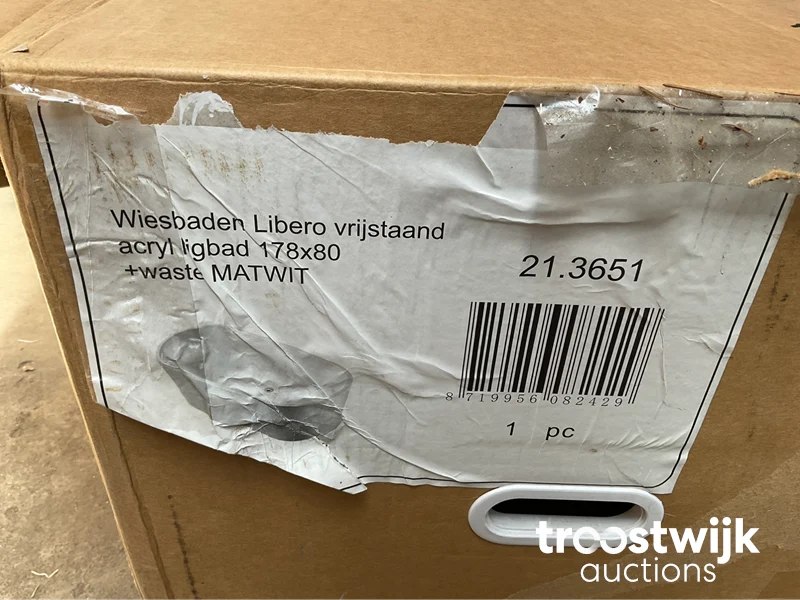 Wiesbaden Libero vrijstaand
acryl ligbad 178x80
+waste MATWIT
21.3651
8 719956 082429
1 pc
troostwijk
auctions